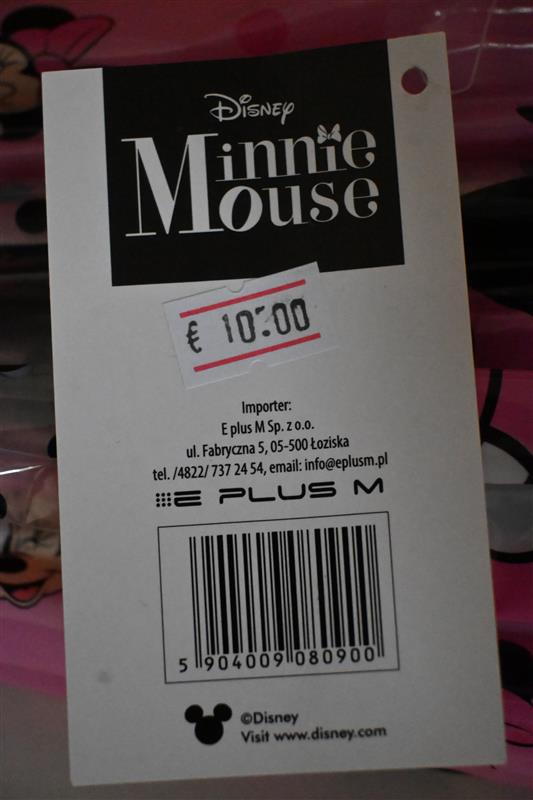 Disney
Minnie
Mouse
€ 10.00
Importer:
E plus M Sp. z o.o.
ul. Fabryczna 5, 05-500 Łoziska
tel. /4822/ 737 24 54, email: info@eplusm.pl
E PLUS M
5 904009 080900
©Disney
Visit www.disney.com